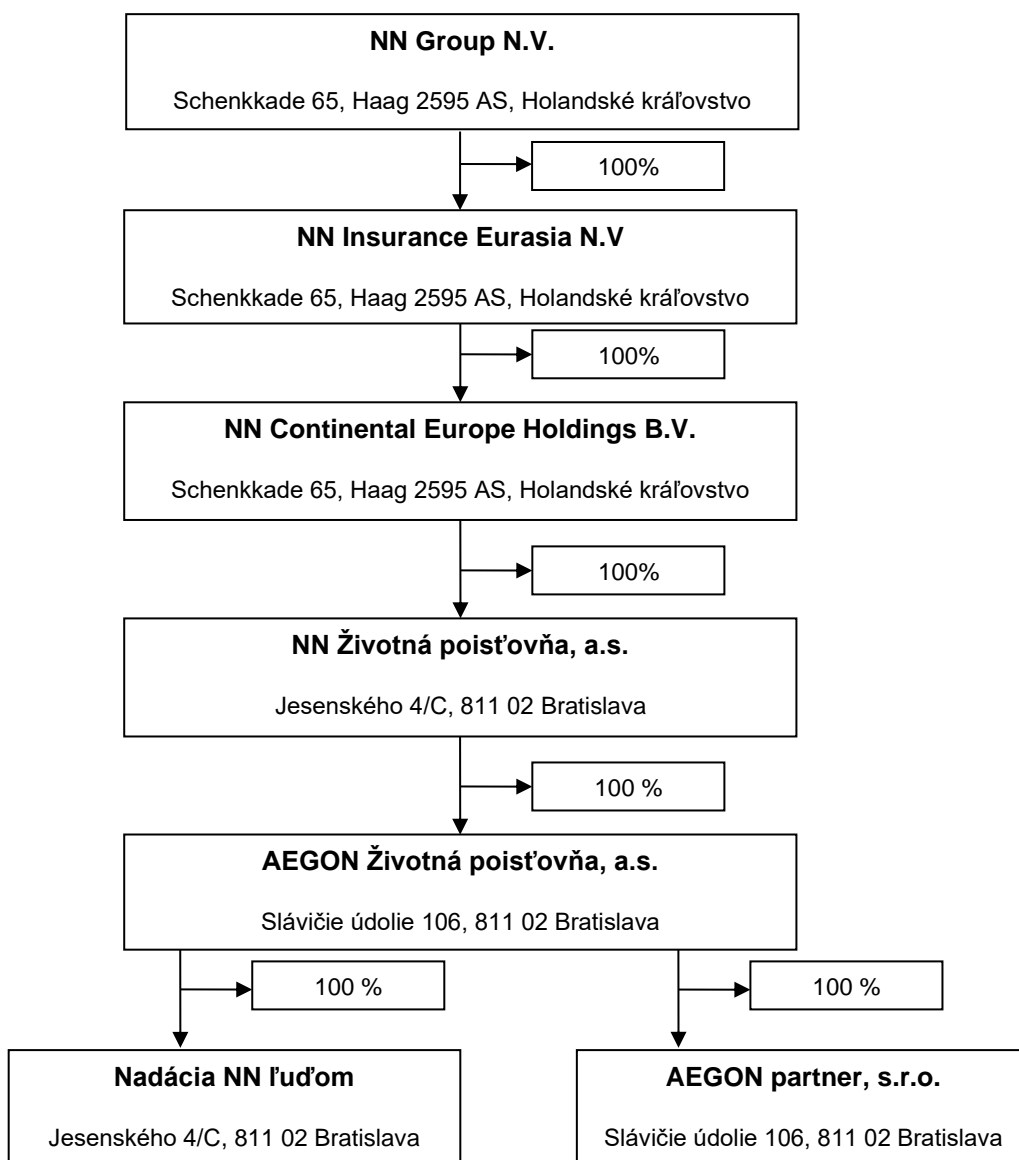 NN Group N.V.
Schenkkade 65, Haag 2595 AS, Holandské kráľovstvo
100%
NN Insurance Eurasia N.V
Schenkkade 65, Haag 2595 AS, Holandské kráľovstvo
100%
NN Continental Europe Holdings B.V.
Schenkkade 65, Haag 2595 AS, Holandské kráľovstvo
100%
NN Životná poisťovňa, a.s.
Jesenského 4/C, 811 02 Bratislava
100 %
AEGON Životná poisťovňa, a.s.
Slávičie údolie 106, 811 02 Bratislava
100 %
100 %
Nadácia NN ľuďom
Jesenského 4/C, 811 02 Bratislava
AEGON partner, s.r.o.
Slávičie údolie 106, 811 02 Bratislava